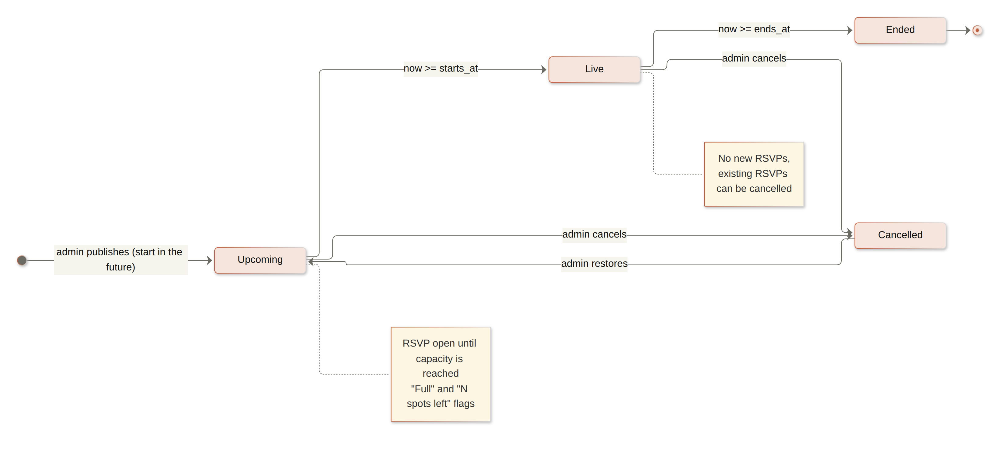 now >= ends_at
Ended
admin cancels
now >= starts_at
Live
No new RSVPs,
existing RSVPs
can be cancelled
admin cancels
Cancelled
admin publishes (start in the
future)
Upcoming
admin restores
RSVP open until
capacity is
reached
"Full" and "N
spots left" flags